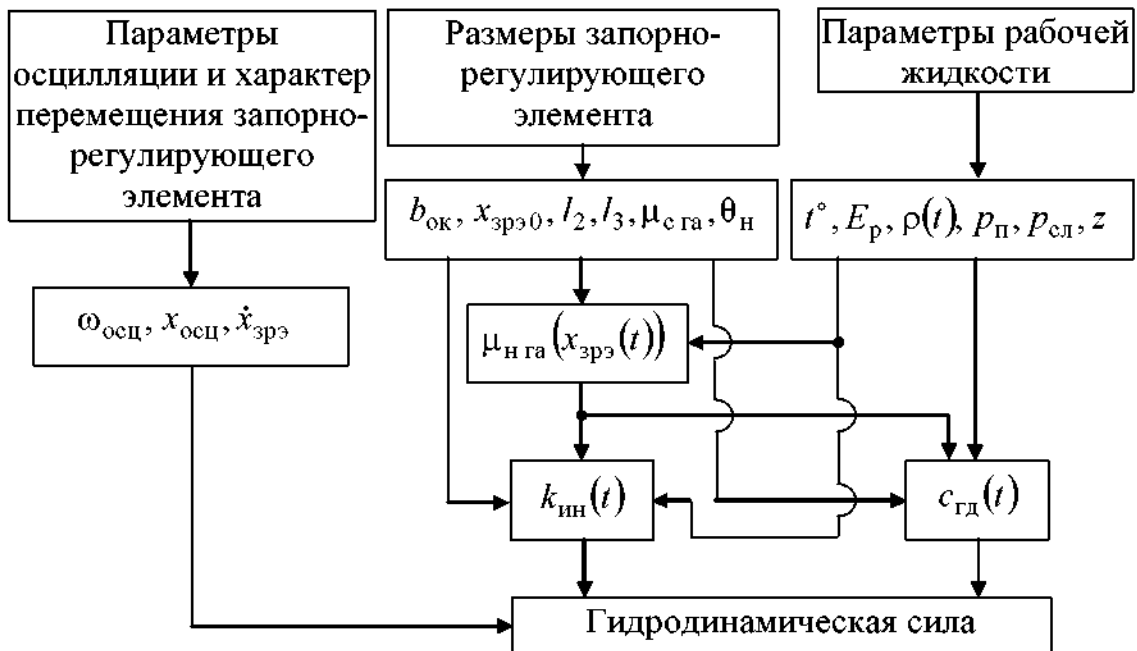 Параметры
осцилляции и характер
перемещения запорно-
регулирующего
элемента
Размеры запорно-
регулирующего
элемента
Параметры рабочей
жидкости
b_ок, x_зрэ0, l_2, l_3, μ_с га, θ_н
t°, E_р, ρ(t), p_п, p_сл, z
ω_осц, x_осц, ẋ_зрэ
μ_н га(x_зрэ(t))
k_ин(t)
c_гд(t)
Гидродинамическая сила